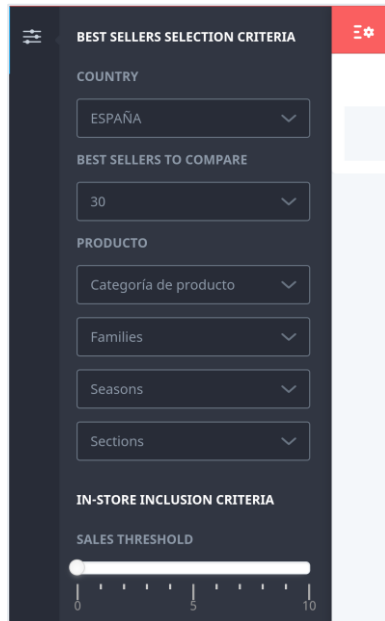 BEST SELLERS SELECTION CRITERIA
COUNTRY
ESPAÑA
BEST SELLERS TO COMPARE
30
PRODUCTO
Categoría de producto
Families
Seasons
Sections
IN-STORE INCLUSION CRITERIA
SALES THRESHOLD
0 5 10